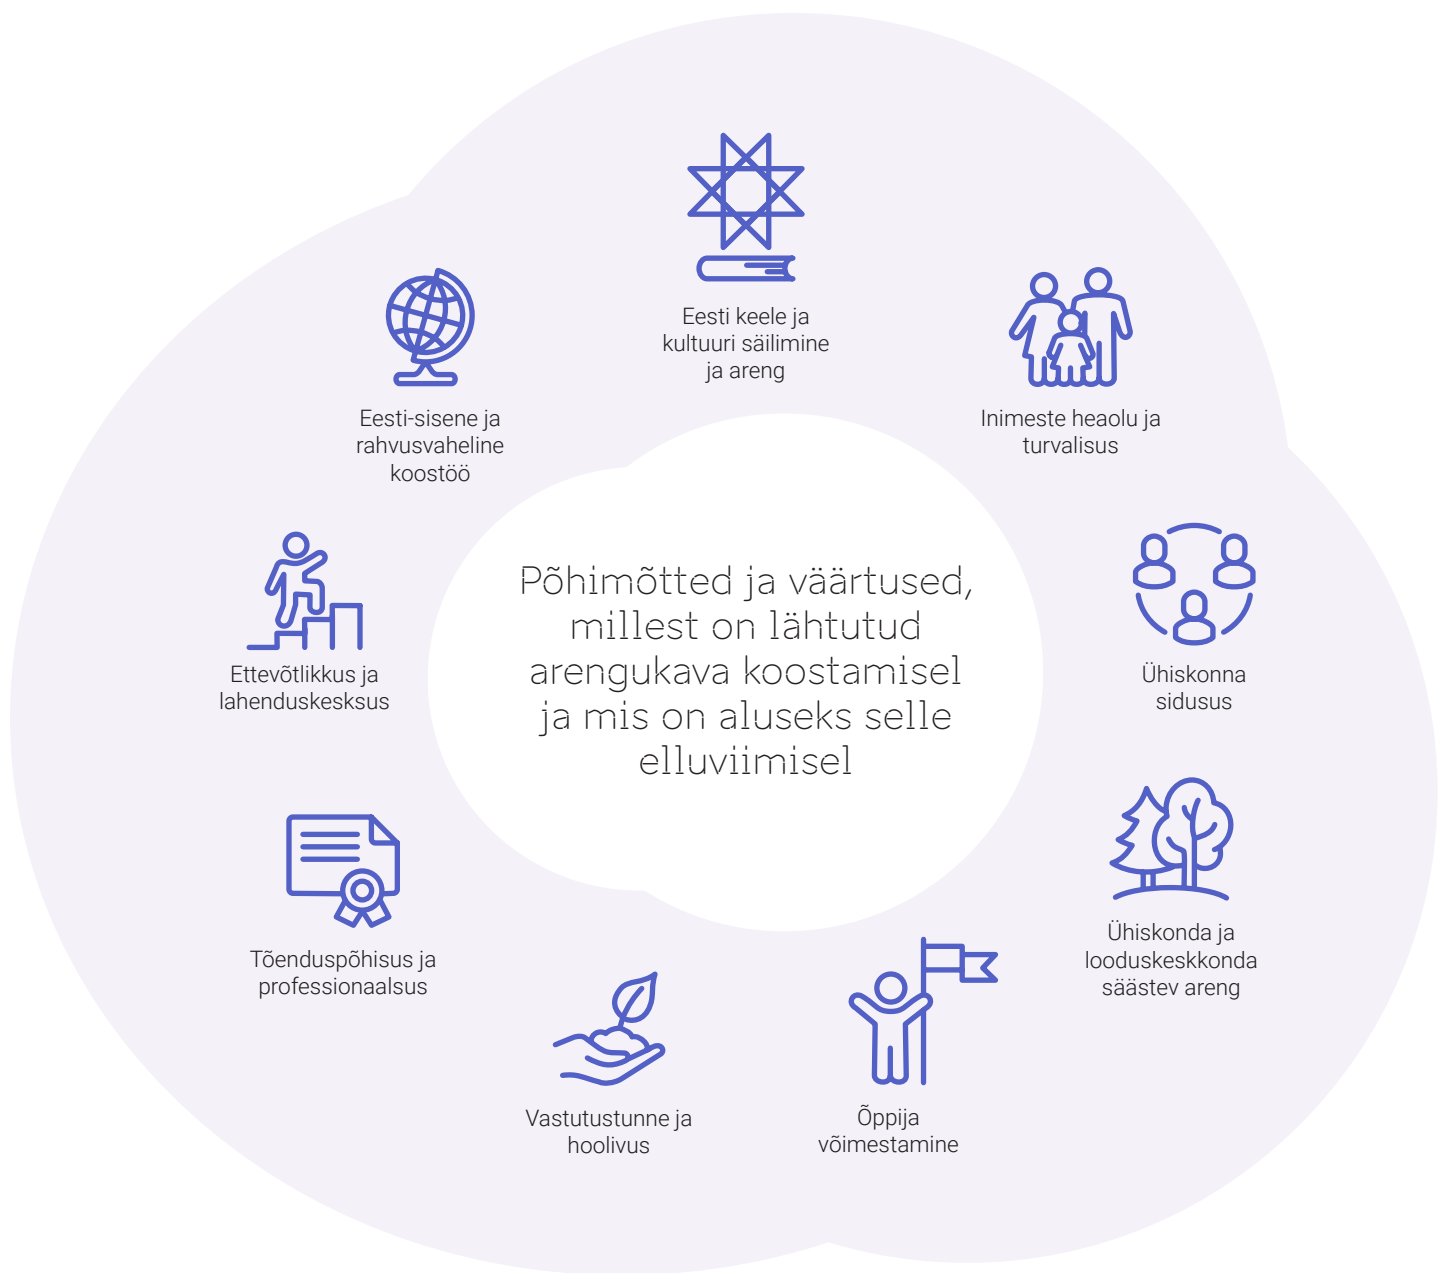 Eesti keele ja
kultuuri säilimine
ja areng
Inimeste heaolu ja
turvalisus
Ühiskonna
sidusus
Ühiskonda ja
looduskeskkonda
säästev areng
Õppija
võimestamine
Vastutustunne ja
hoolivus
Tõenduspõhisus ja
professionaalsus
Ettevõtlikkus ja
lahenduskesksus
Eesti-sisene ja
rahvusvaheline
koostöö
Põhimõtted ja väärtused,
millest on lähtutud
arengukava koostamisel
ja mis on aluseks selle
elluviimisel